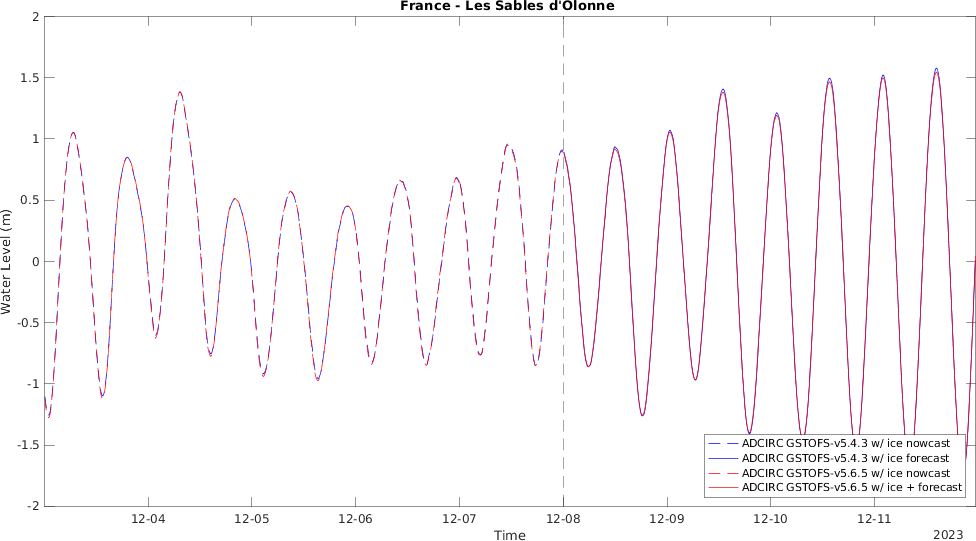 France - Les Sables d'Olonne
2
1.5
1
0.5
0
-0.5
-1
-1.5
-2
Water Level (m)
12-04
12-05
12-06
12-07
12-08
12-09
12-10
12-11
Time
2023
ADCIRC GSTOFS-v5.4.3 w/ ice nowcast
ADCIRC GSTOFS-v5.4.3 w/ ice forecast
ADCIRC GSTOFS-v5.6.5 w/ ice nowcast
ADCIRC GSTOFS-v5.6.5 w/ ice + forecast